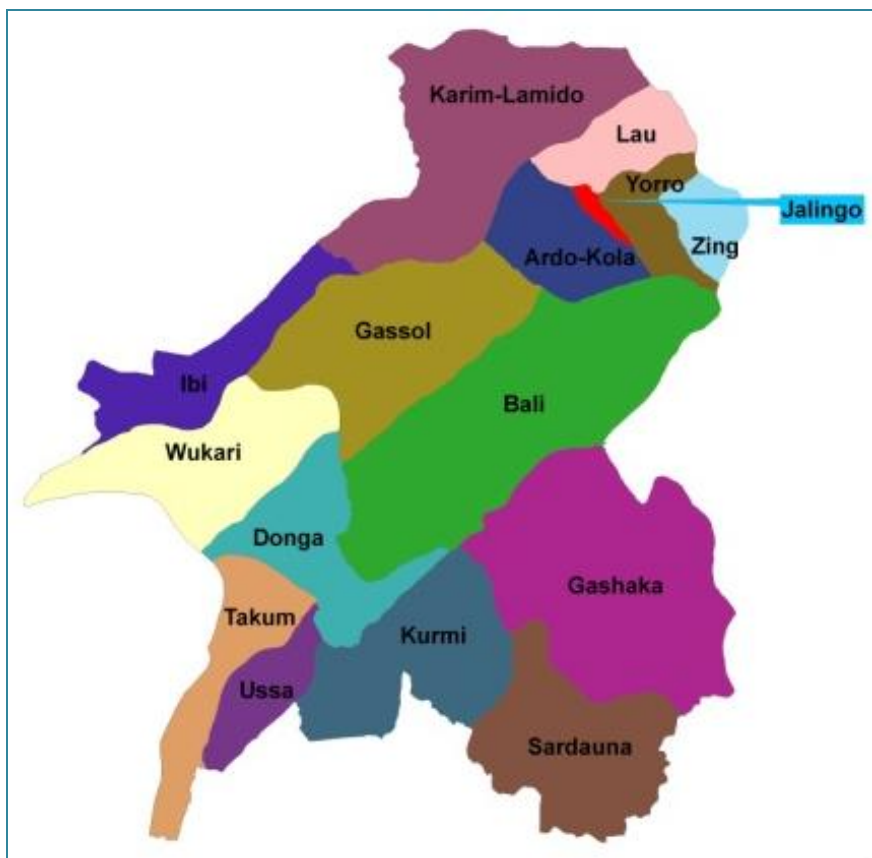 Karim-Lamido
Lau
Yorro
Jalingo
Zing
Ardo-Kola
Gassol
Ibi
Bali
Wukari
Donga
Gashaka
Takum
Kurmi
Ussa
Sardauna